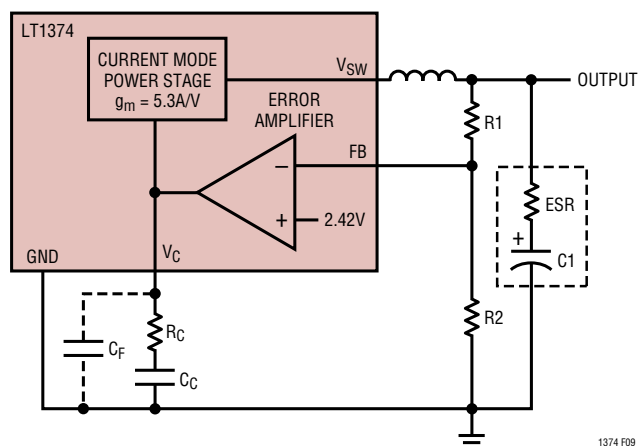 LT1374
CURRENT MODE
POWER STAGE
gm = 5.3A/V
VSW
OUTPUT
ERROR
AMPLIFIER
R1
FB
–
+
2.42V
ESR
+
C1
GND
VC
R2
RC
CF
CC
1374 F09